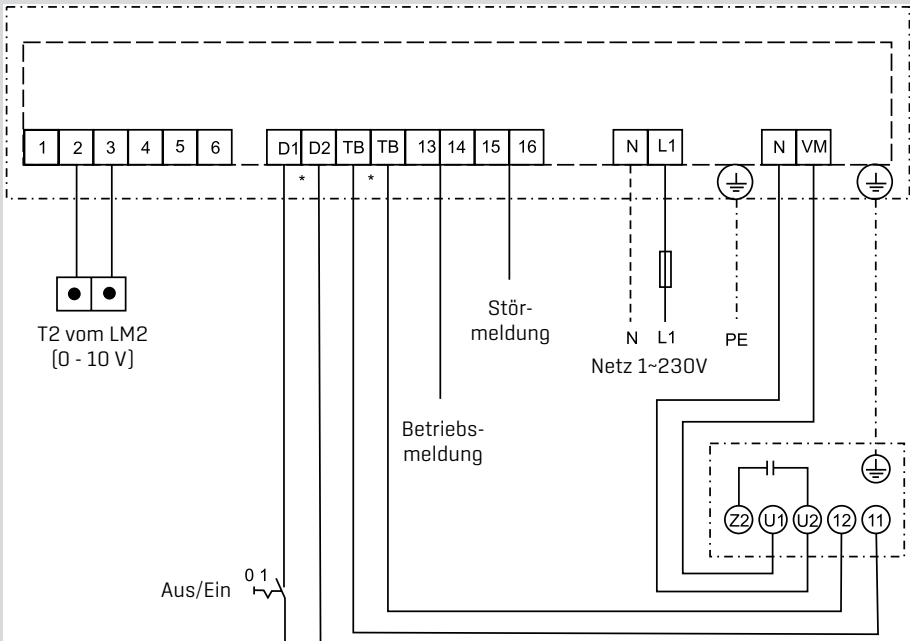 1 2 3 4 5 6 D1 D2 TB TB 13 14 15 16 N L1 N VM
* *
T2 vom LM2
(0 - 10 V)
Stör-
meldung
N L1 PE
Netz 1~230V
Betriebs-
meldung
Z2 U1 U2 12 11
Aus/Ein 0 1